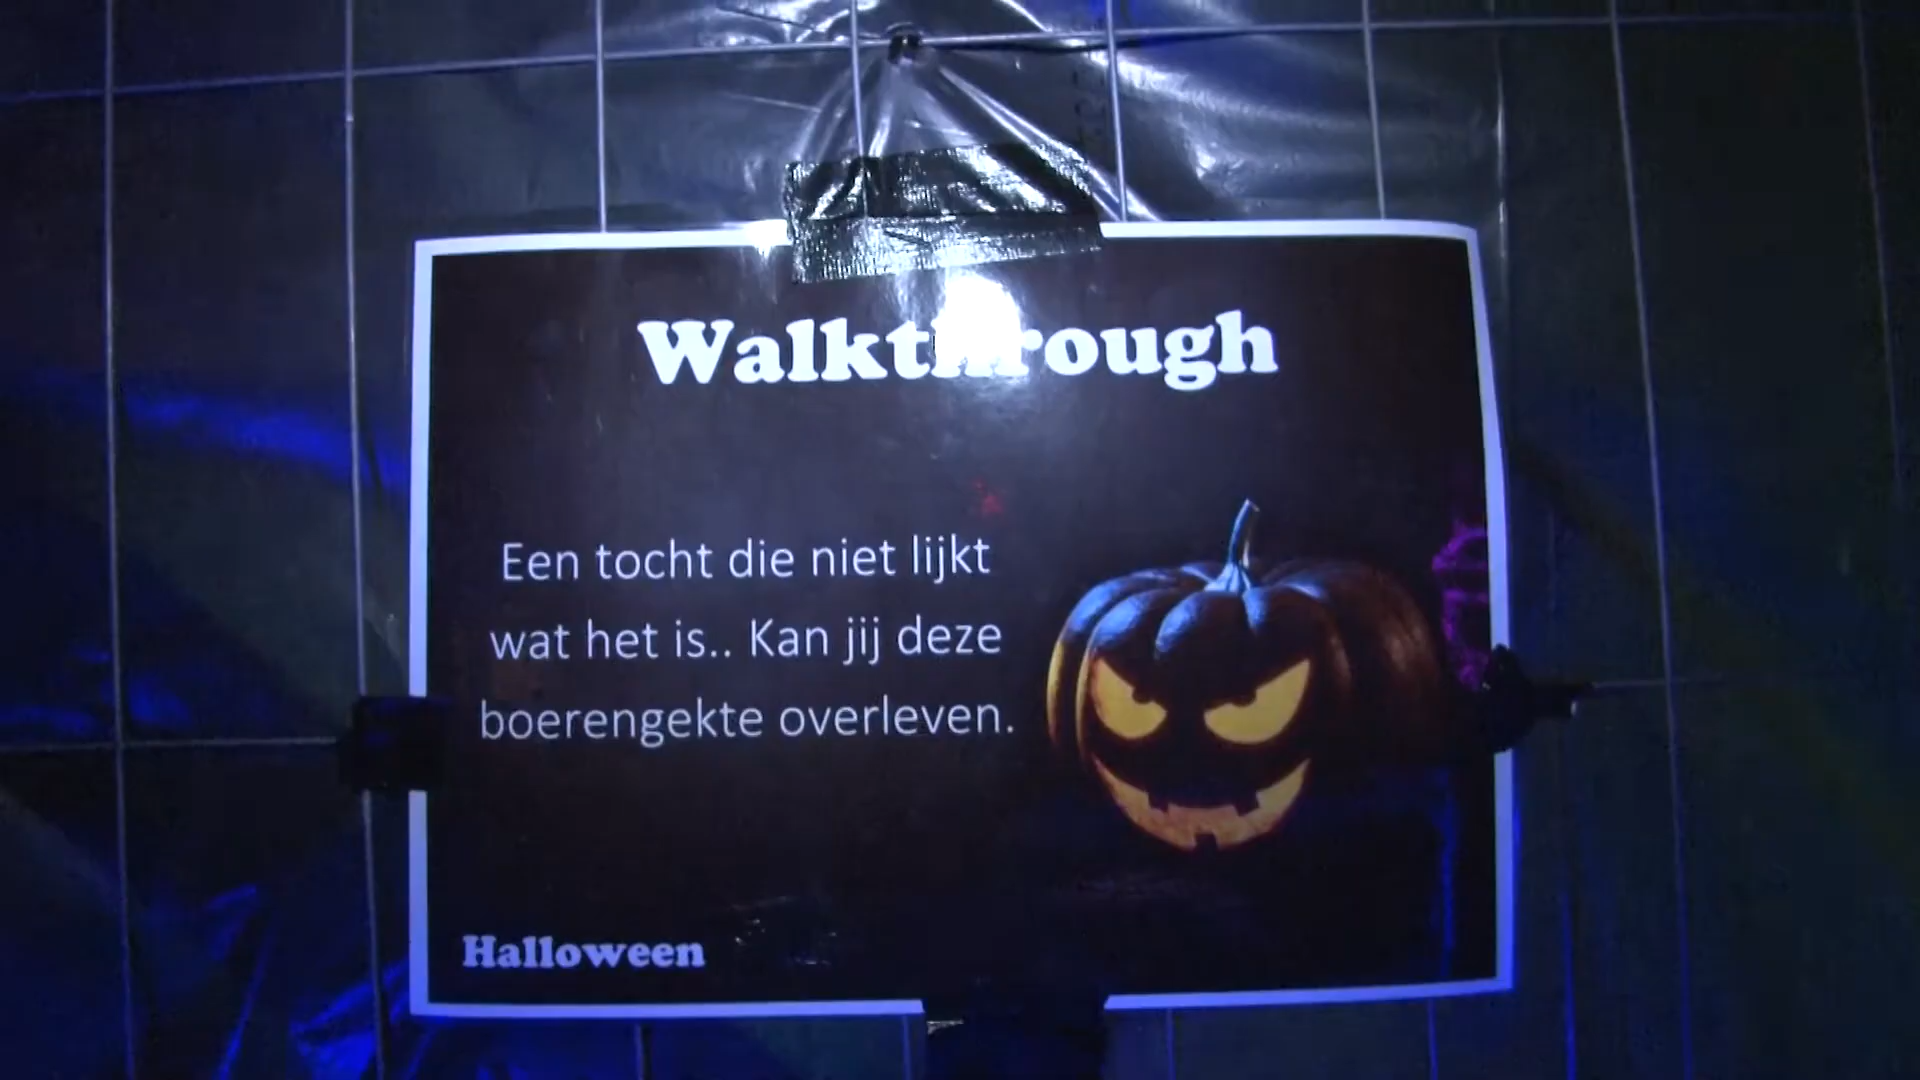 Walkthrough
Een tocht die niet lijkt
wat het is.. Kan jij deze
boerengekte overleven.
Halloween